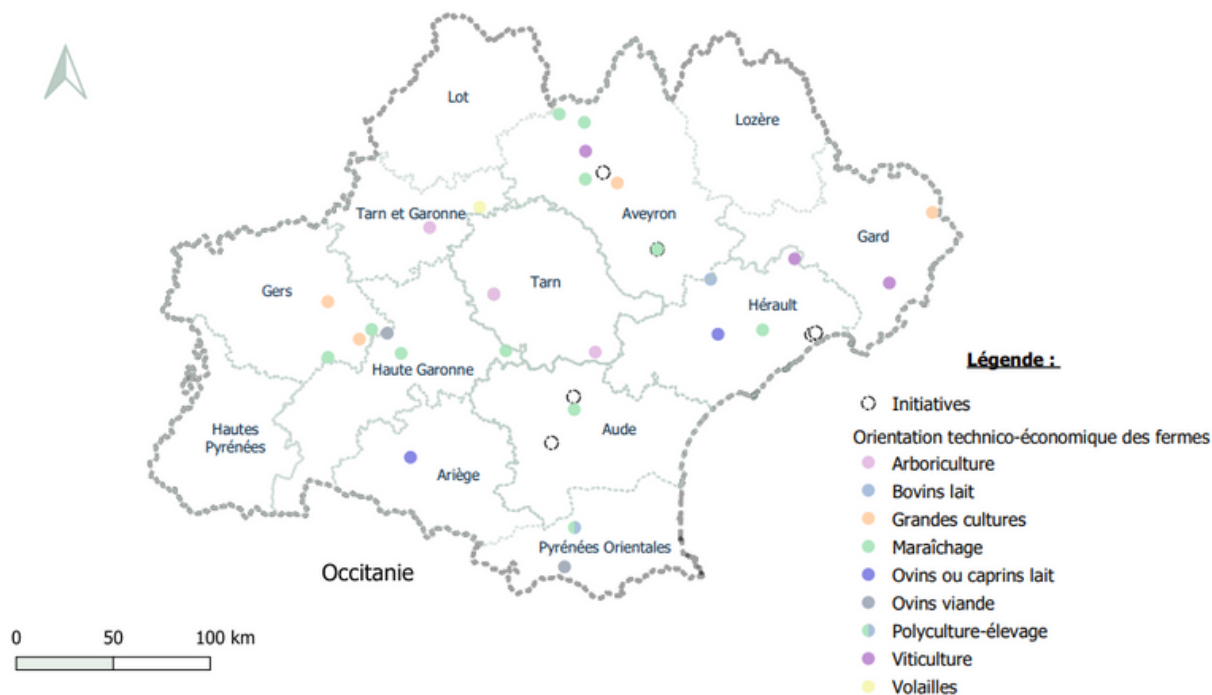 Lot
Lozère
Tarn et Garonne
Aveyron
Gard
Gers
Tarn
Hérault
Haute Garonne
Hautes
Pyrénées
Aude
Ariège
Pyrénées Orientales
Occitanie
0 50 100 km
Légende :
Initiatives
Orientation technico-économique des fermes
Arboriculture
Bovins lait
Grandes cultures
Maraîchage
Ovins ou caprins lait
Ovins viande
Polyculture-élevage
Viticulture
Volailles